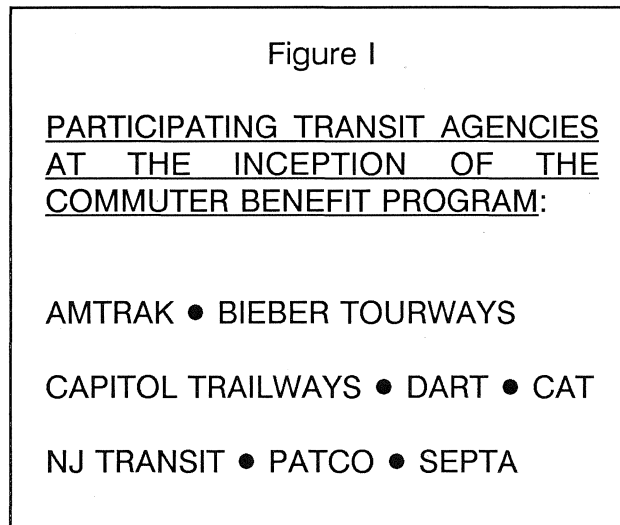 Figure I
PARTICIPATING TRANSIT AGENCIES
AT THE INCEPTION OF THE
COMMUTER BENEFIT PROGRAM:
AMTRAK ● BIEBER TOURWAYS
CAPITOL TRAILWAYS ● DART ● CAT
NJ TRANSIT ● PATCO ● SEPTA